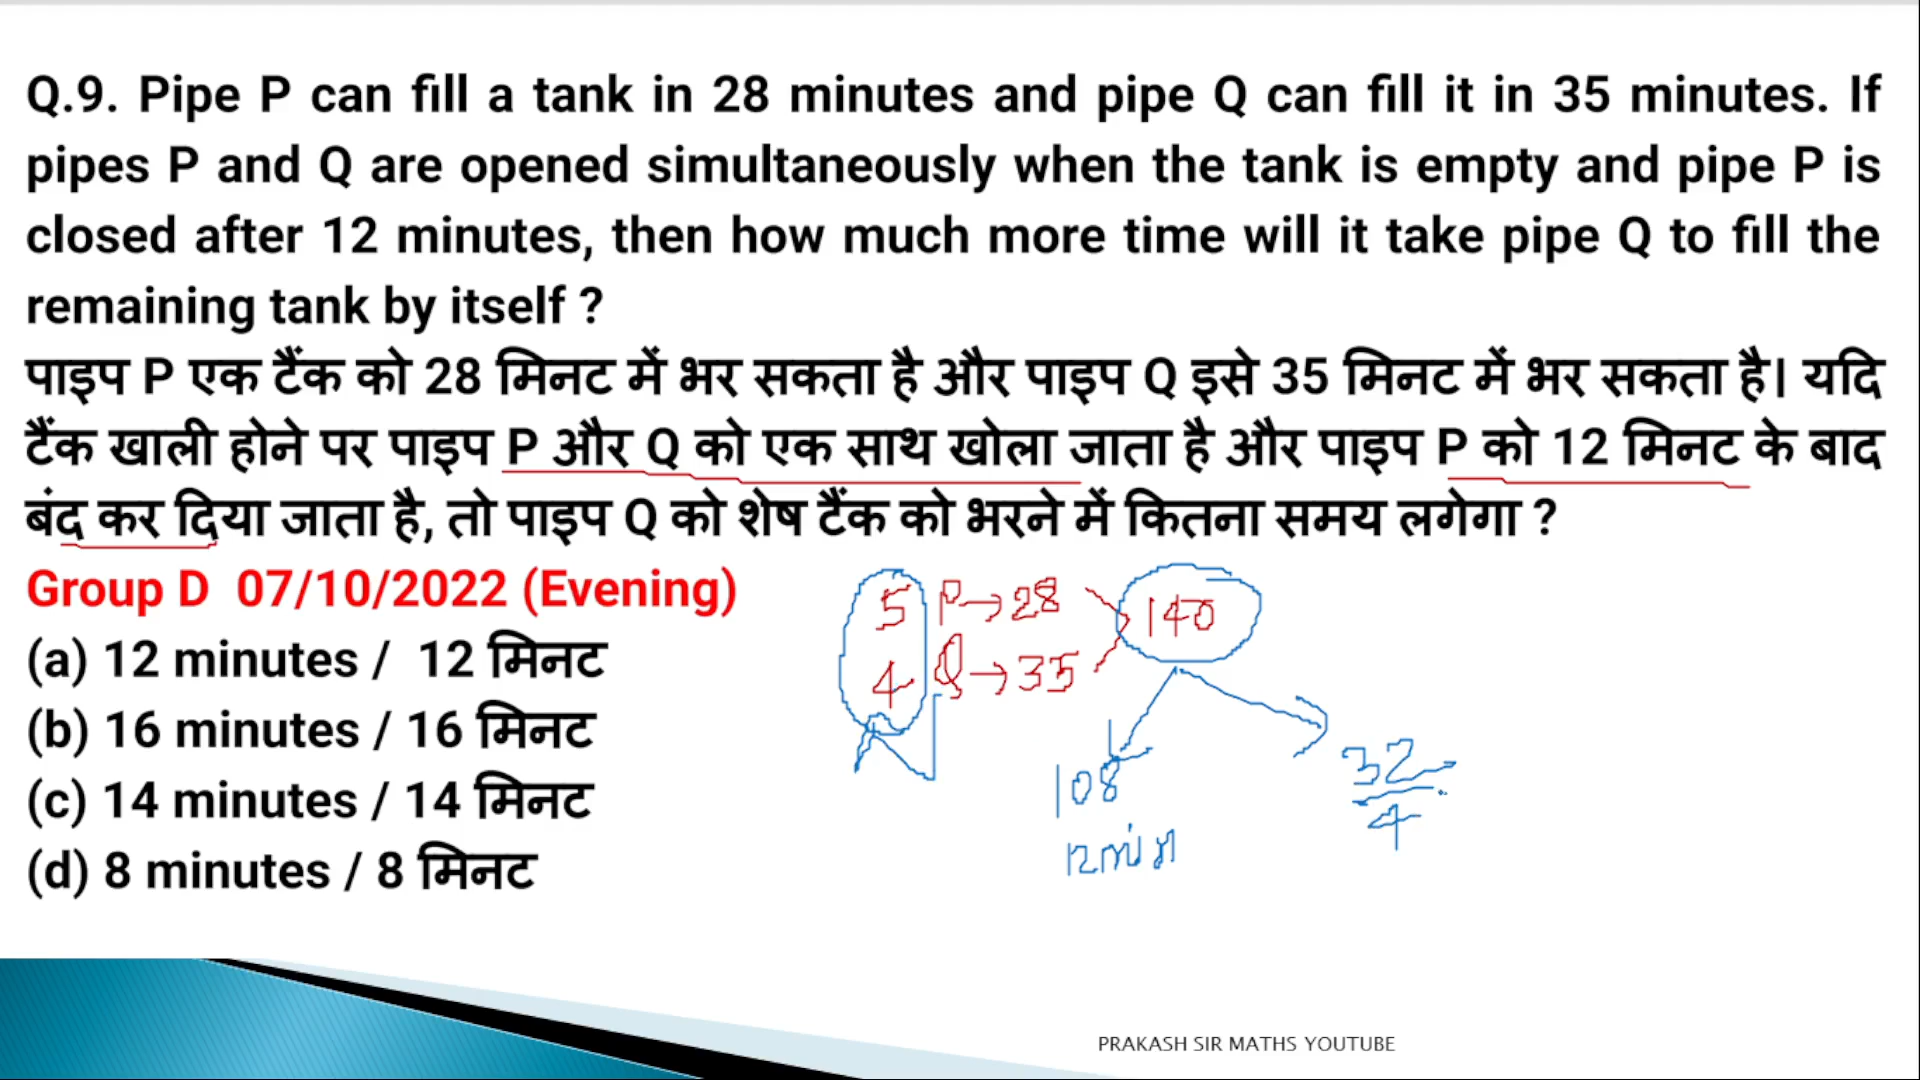 Q.9. Pipe P can fill a tank in 28 minutes and pipe Q can fill it in 35 minutes. If
pipes P and Q are opened simultaneously when the tank is empty and pipe P is
closed after 12 minutes, then how much more time will it take pipe Q to fill the
remaining tank by itself ?
पाइप P एक टैंक को 28 मिनट में भर सकता है और पाइप Q इसे 35 मिनट में भर सकता है। यदि
टैंक खाली होने पर पाइप P और Q को एक साथ खोला जाता है और पाइप P को 12 मिनट के बाद
बंद कर दिया जाता है, तो पाइप Q को शेष टैंक को भरने में कितना समय लगेगा ?
Group D 07/10/2022 (Evening)
(a) 12 minutes / 12 मिनट
(b) 16 minutes / 16 मिनट
(c) 14 minutes / 14 मिनट
(d) 8 minutes / 8 मिनट
5 P→28 140
4 Q→35
108
12min
32
4
PRAKASH SIR MATHS YOUTUBE